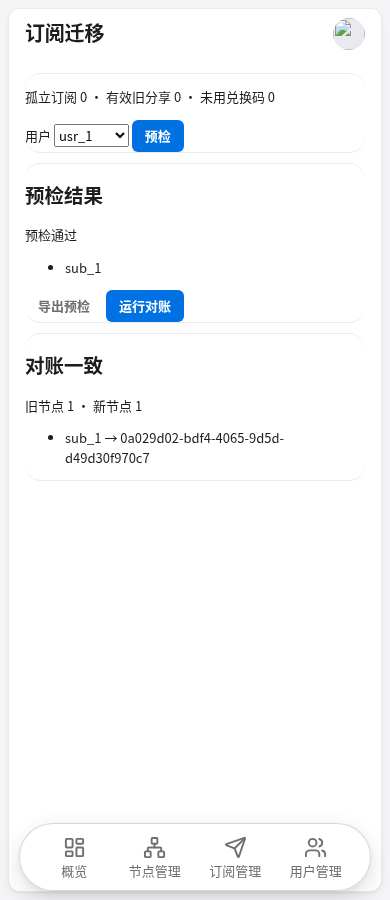 订阅迁移
孤立订阅 0 · 有效旧分享 0 · 未用兑换码 0
用户 usr_1 预检
预检结果
预检通过
• sub_1
导出预检 运行对账
对账一致
旧节点 1 · 新节点 1
• sub_1 → 0a029d02-bdf4-4065-9d5d-
d49d30f970c7
概览 节点管理 订阅管理 用户管理